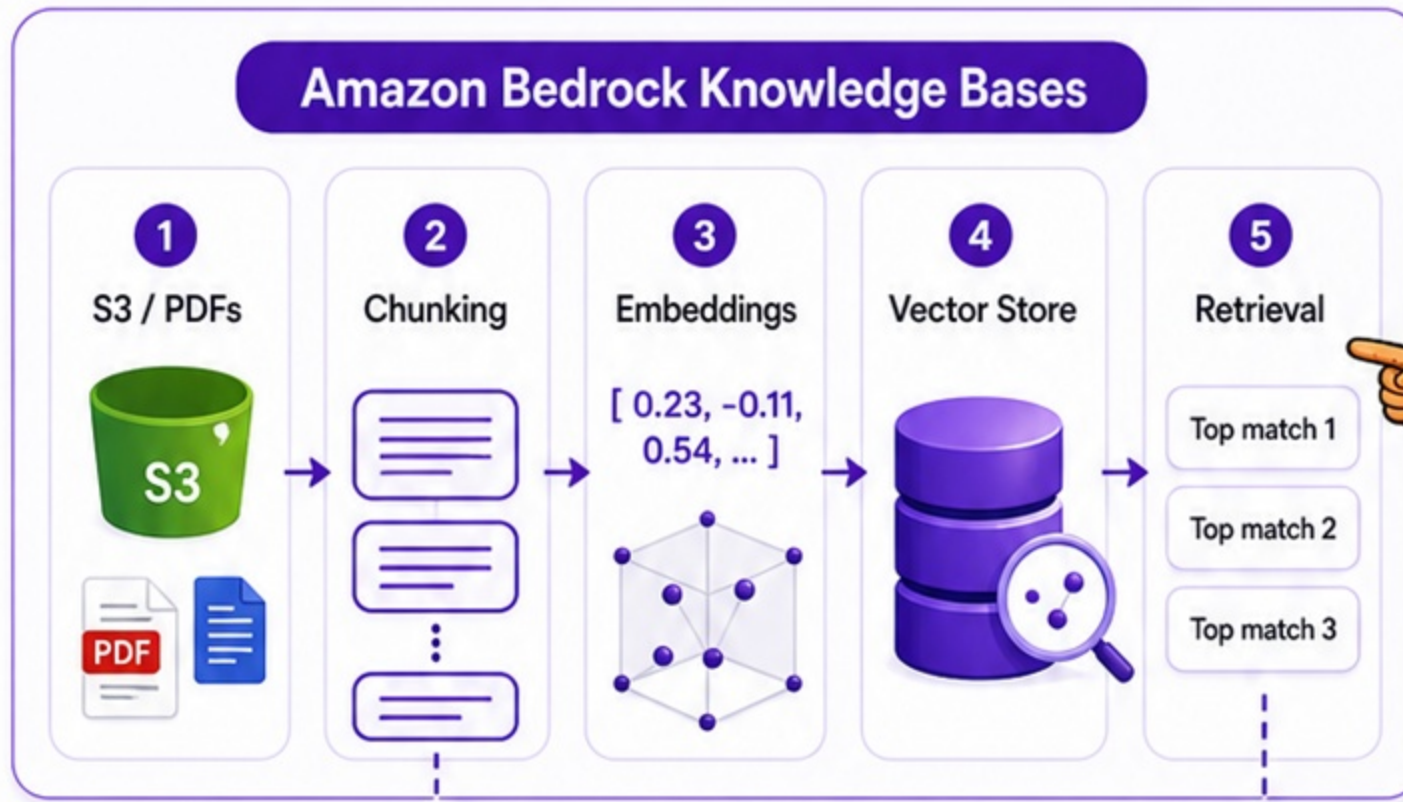 Amazon Bedrock Knowledge Bases
1
S3 / PDFs
S3
PDF
2
Chunking
3
Embeddings
[ 0.23, -0.11,
0.54, ... ]
4
Vector Store
5
Retrieval
Top match 1
Top match 2
Top match 3